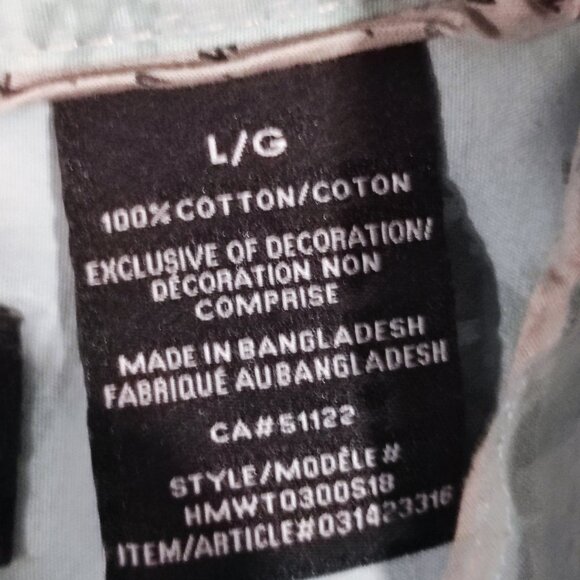 L/G
100% COTTON/COTON
EXCLUSIVE OF DECORATION/
DÉCORATION NON
COMPRISE
MADE IN BANGLADESH
FABRIQUÉ AU BANGLADESH
CA#51122
STYLE/MODÈLE#
HMWT0300S18
ITEM/ARTICLE#031423316